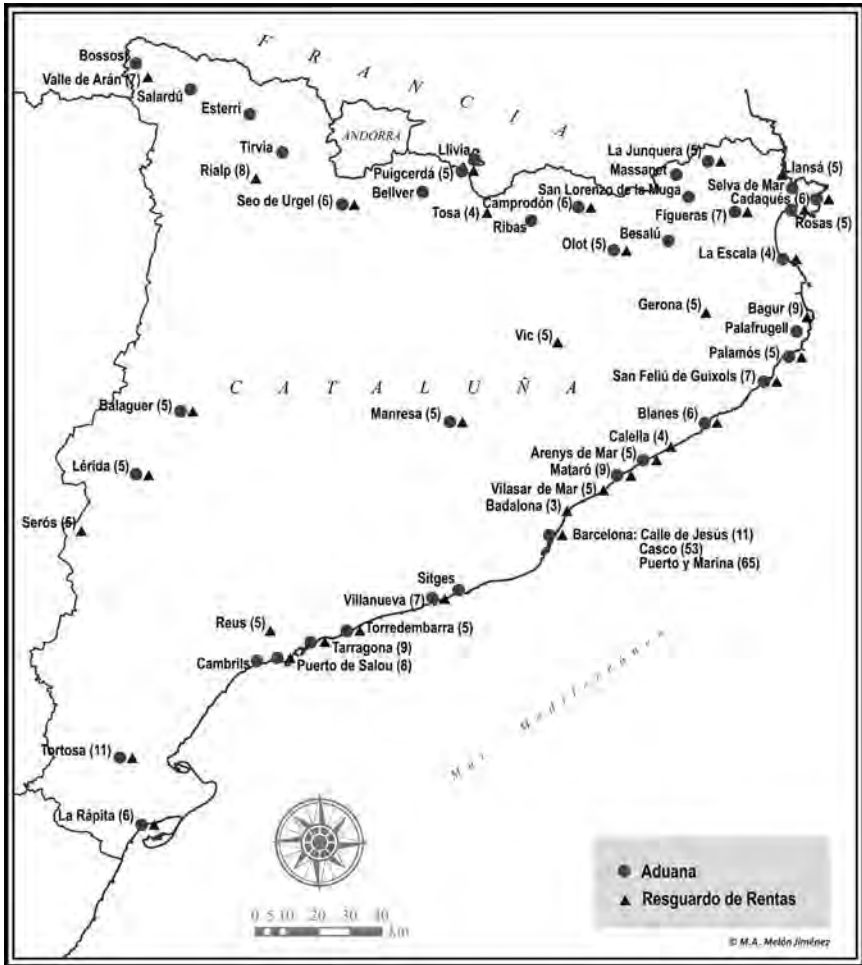 F R A N C I A
Bossost
Valle de Arán (7)
Salardú
Esterri
ANDORRA
Tirvia
Rialp (8)
Llivia
Puigcerdá (5)
Bellver
Seo de Urgel (6)
Tosa (4)
Camprodón (6)
Ribas
San Lorenzo de la Muga
La Junquera (5)
Massanet
Llansá (5)
Selva de Mar
Cadaqués (6)
Figueras (7)
Rosas (5)
Besalú
Olot (5)
La Escala (4)
Gerona (5)
Bagur (9)
Palafrugell
Vic (5)
Palamós (5)
San Feliú de Guixols (7)
C A T A L U Ñ A
Balaguer (5)
Manresa (5)
Blanes (6)
Calella (4)
Arenys de Mar (5)
Lérida (5)
Mataró (9)
Vilasar de Mar (5)
Badalona (3)
Serós (5)
Barcelona: Calle de Jesús (11)
Casco (53)
Puerto y Marina (65)
Sitges
Villanueva (7)
Reus (5)
Torredembarra (5)
Tarragona (9)
Cambrils
Puerto de Salou (8)
Mar Mediterráneo
Tortosa (11)
La Rápita (6)
Aduana
Resguardo de Rentas
0 5 10 20 30 40
Km
© M.A. Melón Jiménez